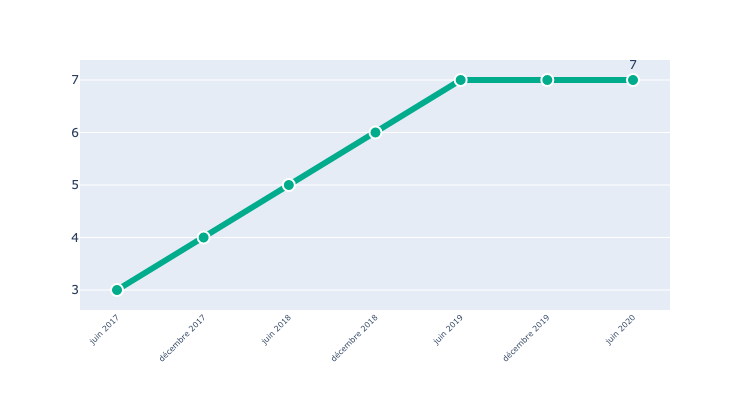 7
7
6
5
4
3
juin 2017
décembre 2017
juin 2018
décembre 2018
juin 2019
décembre 2019
juin 2020